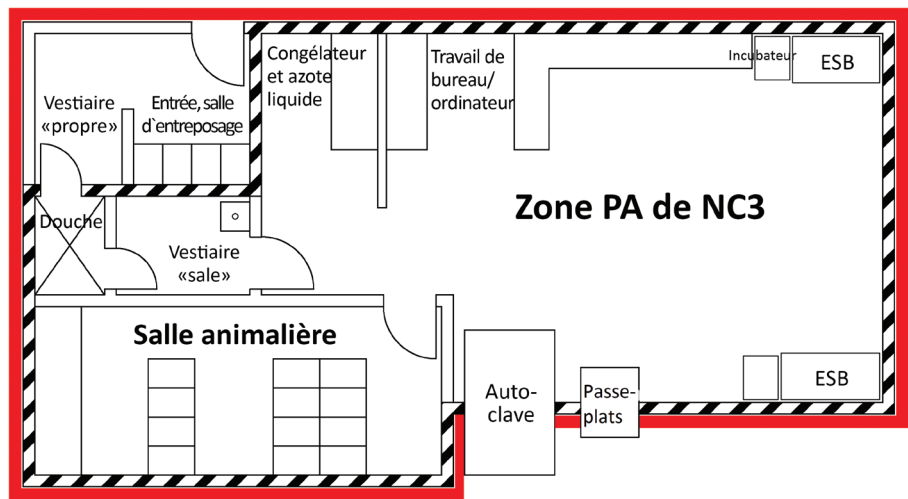 Congélateur
et azote
liquide
Travail de
bureau/
ordinateur
Incubateur
ESB
Vestiaire
«propre»
Entrée, salle
d`entreposage
Zone PA de NC3
Douche
Vestiaire
«sale»
Salle animalière
Auto-
clave
Passe-
plats
ESB